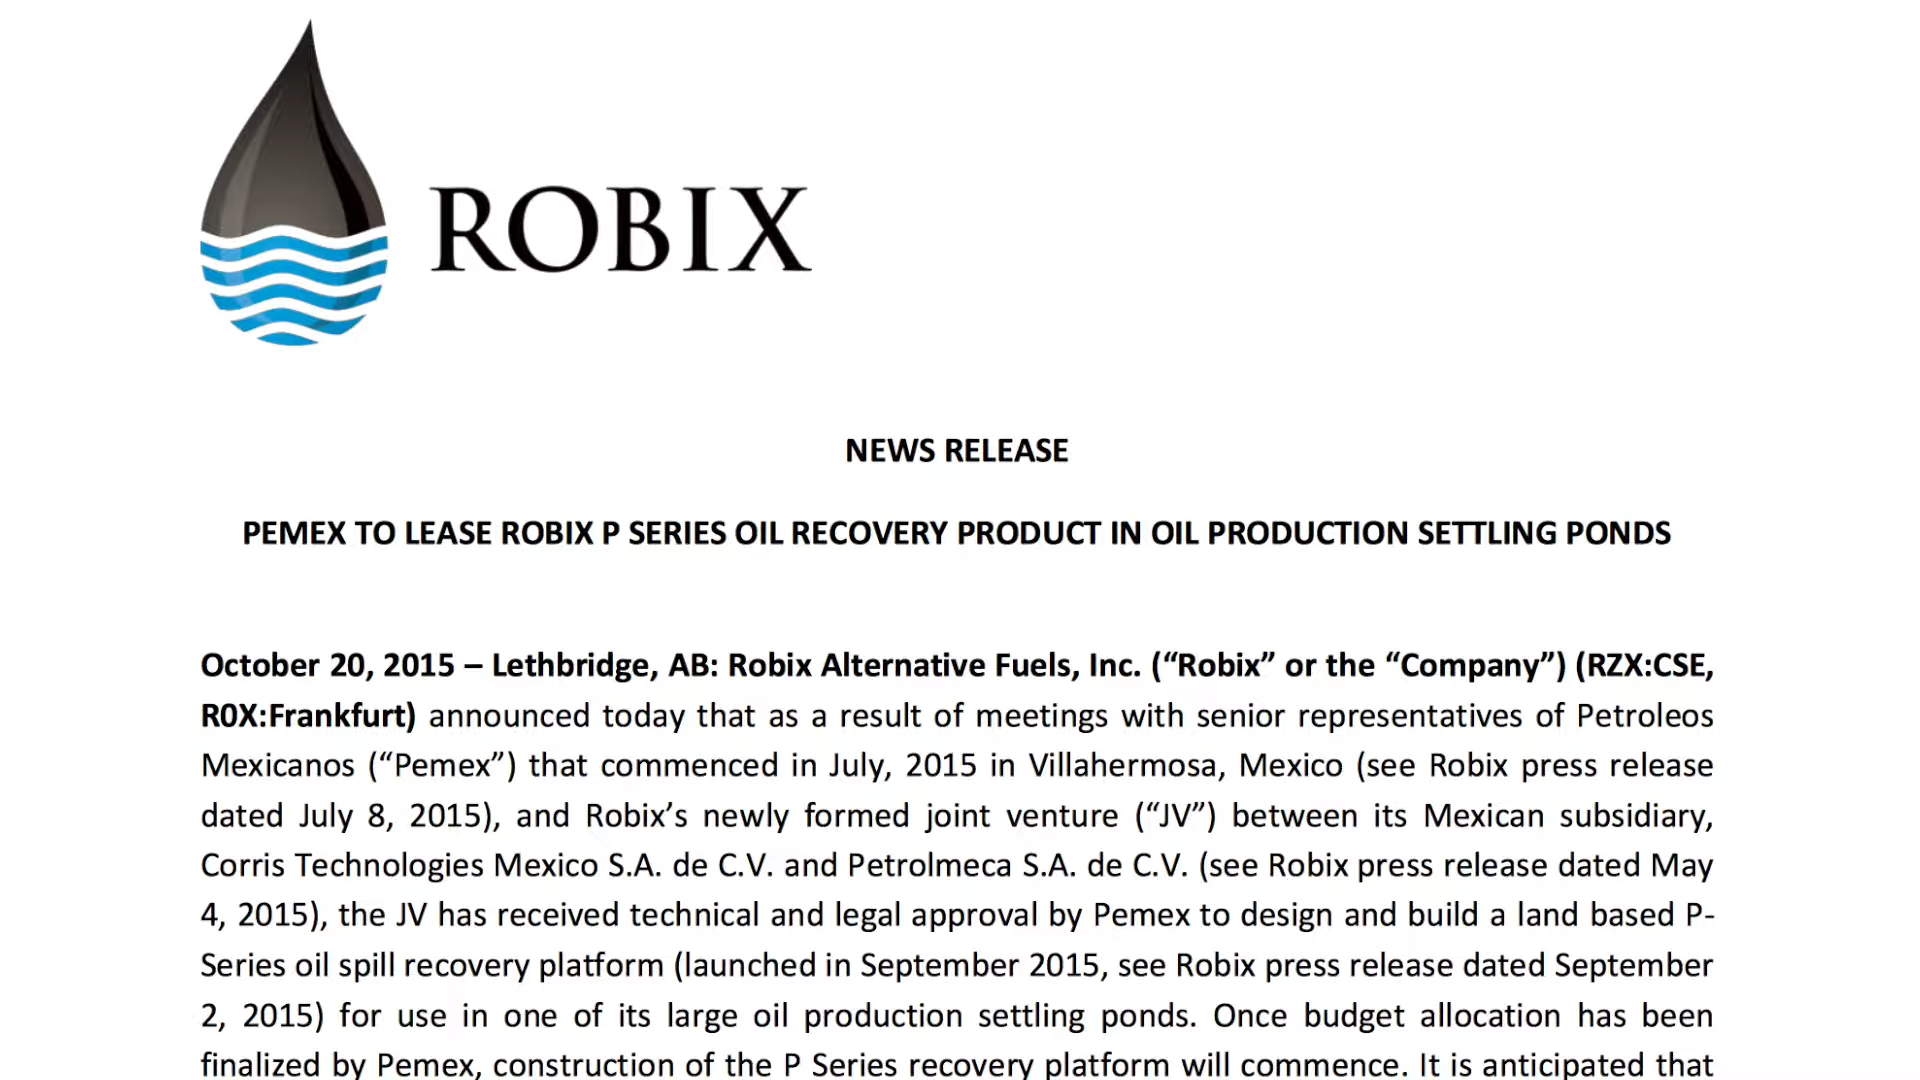 ROBIX
NEWS RELEASE
PEMEX TO LEASE ROBIX P SERIES OIL RECOVERY PRODUCT IN OIL PRODUCTION SETTLING PONDS
October 20, 2015 – Lethbridge, AB: Robix Alternative Fuels, Inc. (“Robix” or the “Company”) (RZX:CSE,
R0X:Frankfurt) announced today that as a result of meetings with senior representatives of Petroleos
Mexicanos (“Pemex”) that commenced in July, 2015 in Villahermosa, Mexico (see Robix press release
dated July 8, 2015), and Robix’s newly formed joint venture (“JV”) between its Mexican subsidiary,
Corris Technologies Mexico S.A. de C.V. and Petrolmeca S.A. de C.V. (see Robix press release dated May
4, 2015), the JV has received technical and legal approval by Pemex to design and build a land based P-
Series oil spill recovery platform (launched in September 2015, see Robix press release dated September
2, 2015) for use in one of its large oil production settling ponds. Once budget allocation has been
finalized by Pemex, construction of the P Series recovery platform will commence. It is anticipated that